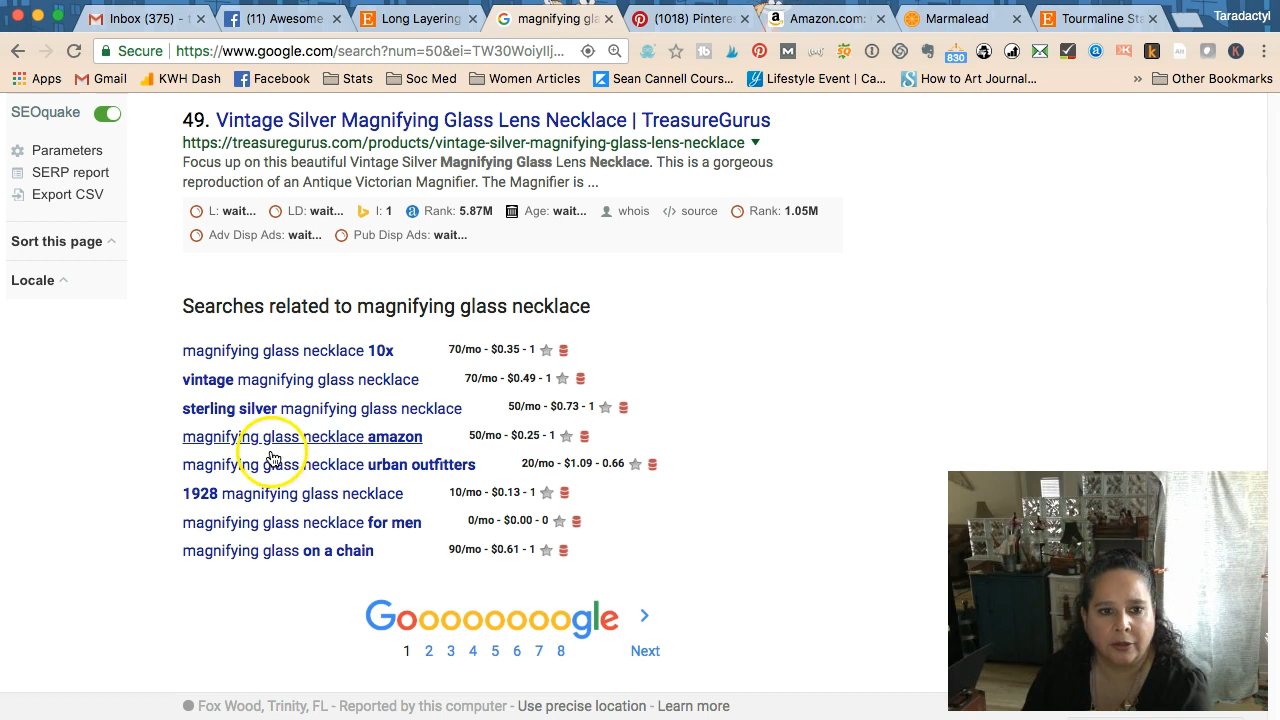 Inbox (375) - t
(11) Awesome
Long Layering
magnifying gla
(1018) Pintere
Amazon.com:
Marmalead
Tourmaline Sta
Taradactyl
Secure
https://www.google.com/search?num=50&ei=TW30WoiyIIj...
830
Apps
Gmail
KWH Dash
Facebook
Stats
Soc Med
Women Articles
Sean Cannell Cours...
Lifestyle Event | Ca...
How to Art Journal...
»
Other Bookmarks
SEOquake
Parameters
SERP report
Export CSV
Sort this page
Locale
49. Vintage Silver Magnifying Glass Lens Necklace | TreasureGurus
https://treasuregurus.com/products/vintage-silver-magnifying-glass-lens-necklace
Focus up on this beautiful Vintage Silver Magnifying Glass Lens Necklace. This is a gorgeous
reproduction of an Antique Victorian Magnifier. The Magnifier is ...
L: wait... LD: wait... I: 1 Rank: 5.87M Age: wait... whois source Rank: 1.05M
Adv Disp Ads: wait... Pub Disp Ads: wait...
Searches related to magnifying glass necklace
magnifying glass necklace 10x 70/mo - $0.35 - 1
vintage magnifying glass necklace 70/mo - $0.49 - 1
sterling silver magnifying glass necklace 50/mo - $0.73 - 1
magnifying glass necklace amazon 50/mo - $0.25 - 1
magnifying glass necklace urban outfitters 20/mo - $1.09 - 0.66
1928 magnifying glass necklace 10/mo - $0.13 - 1
magnifying glass necklace for men 0/mo - $0.00 - 0
magnifying glass on a chain 90/mo - $0.61 - 1
Goooooooogle
1 2 3 4 5 6 7 8 Next
Fox Wood, Trinity, FL - Reported by this computer - Use precise location - Learn more